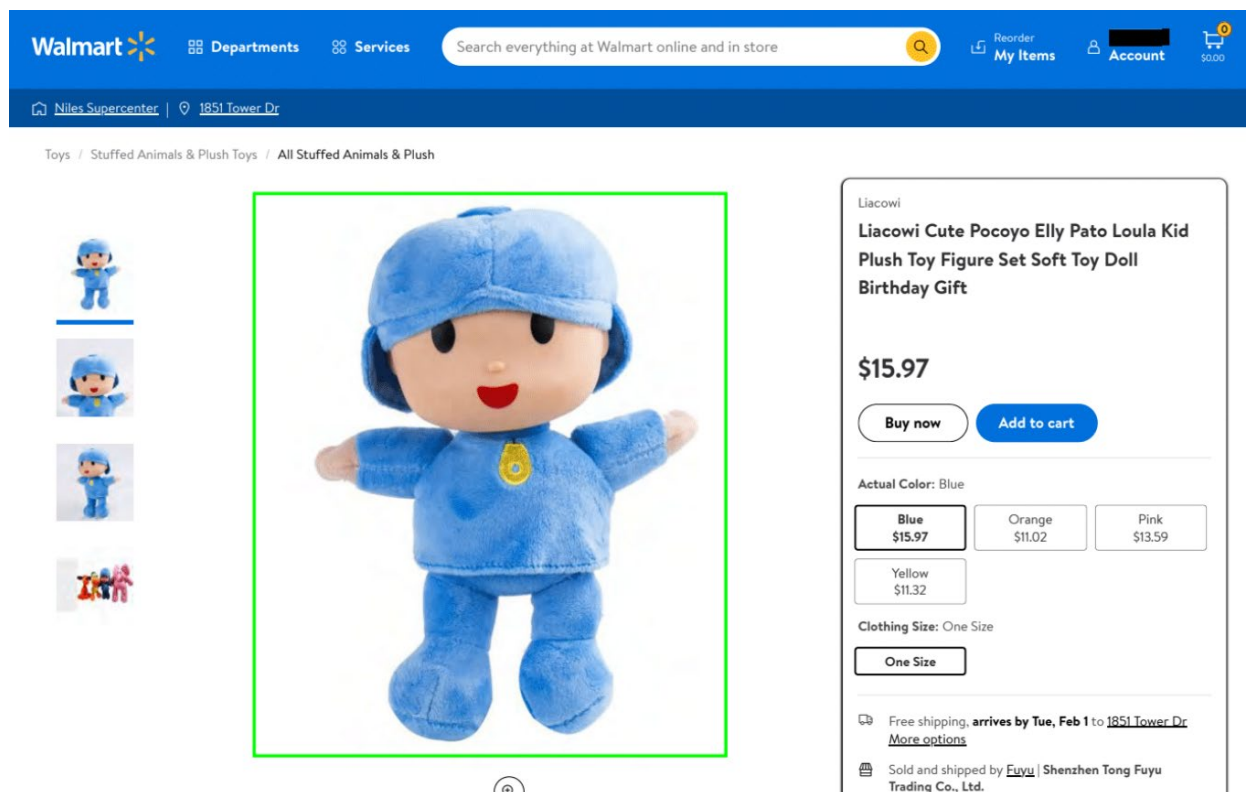 Walmart
Departments
Services
Search everything at Walmart online and in store
Reorder
My Items
Account
0
$0.00
Niles Supercenter | 1851 Tower Dr
Toys / Stuffed Animals & Plush Toys / All Stuffed Animals & Plush
Liacowi
Liacowi Cute Pocoyo Elly Pato Loula Kid
Plush Toy Figure Set Soft Toy Doll
Birthday Gift
$15.97
Buy now
Add to cart
Actual Color: Blue
Blue
$15.97
Orange
$11.02
Pink
$13.59
Yellow
$11.32
Clothing Size: One Size
One Size
Free shipping, arrives by Tue, Feb 1 to 1851 Tower Dr
More options
Sold and shipped by Fuyu | Shenzhen Tong Fuyu
Trading Co., Ltd.